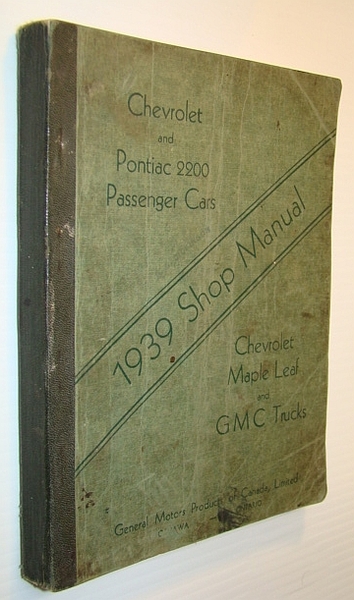 Chevrolet
and
Pontiac 2200
Passenger Cars
1939 Shop Manual
Chevrolet
Maple Leaf
and
GMC Trucks
General Motors Products of Canada, Limited